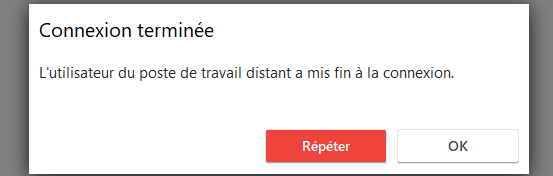 Connexion terminée
L'utilisateur du poste de travail distant a mis fin à la connexion.
Répéter
OK